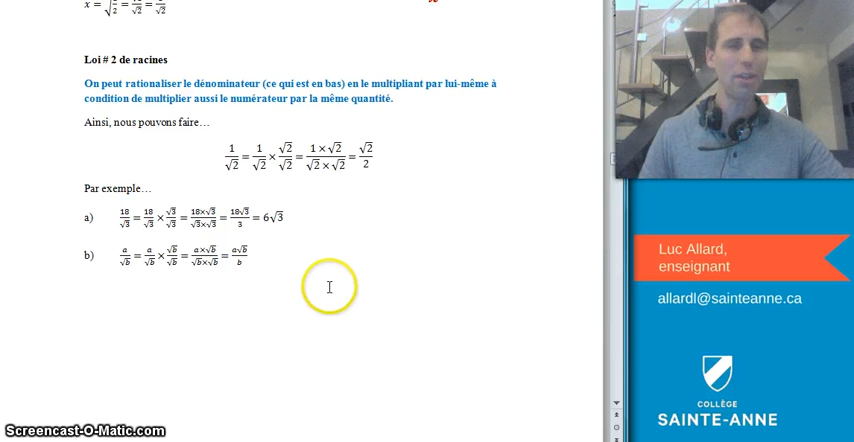 x = √
Loi # 2 de racines
On peut rationaliser le dénominateur (ce qui est en bas) en le multipliant par lui-même à
condition de multiplier aussi le numérateur par la même quantité.
Ainsi, nous pouvons faire…
1/√2 = 1/√2 × √2/√2 = (1 × √2)/(√2 × √2) = √2/2
Par exemple…
a) 18/√3 = 18/√3 × √3/√3 = (18×√3)/(√3×√3) = 18√3/3 = 6√3
b) a/√b = a/√b × √b/√b = (a×√b)/(√b×√b) = a√b/b
Luc Allard,
enseignant
allardl@sainteanne.ca
COLLÈGE
SAINTE-ANNE
Screencast-O-Matic.com